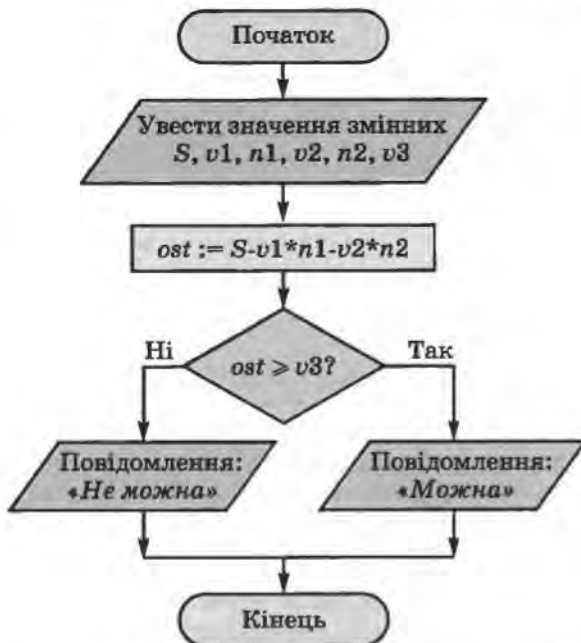 Початок
Увести значення змінних
S, v1, n1, v2, n2, v3
ost := S-v1*n1-v2*n2
Ні
ost ⩾ v3?
Так
Повідомлення:
«Не можна»
Повідомлення:
«Можна»
Кінець